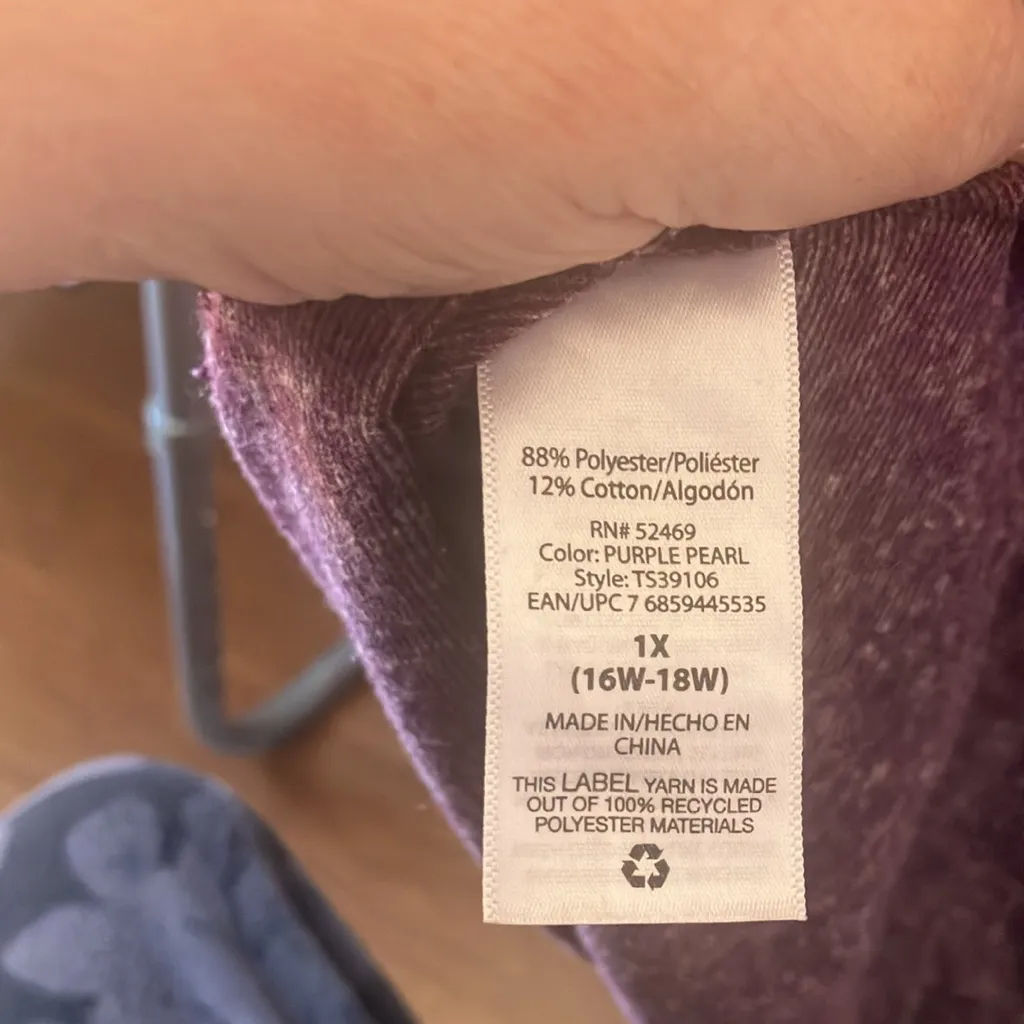 88% Polyester/Poliéster
12% Cotton/Algodón
RN# 52469
Color: PURPLE PEARL
Style: TS39106
EAN/UPC 7 6859445535
1X
(16W-18W)
MADE IN/HECHO EN
CHINA
THIS LABEL YARN IS MADE
OUT OF 100% RECYCLED
POLYESTER MATERIALS